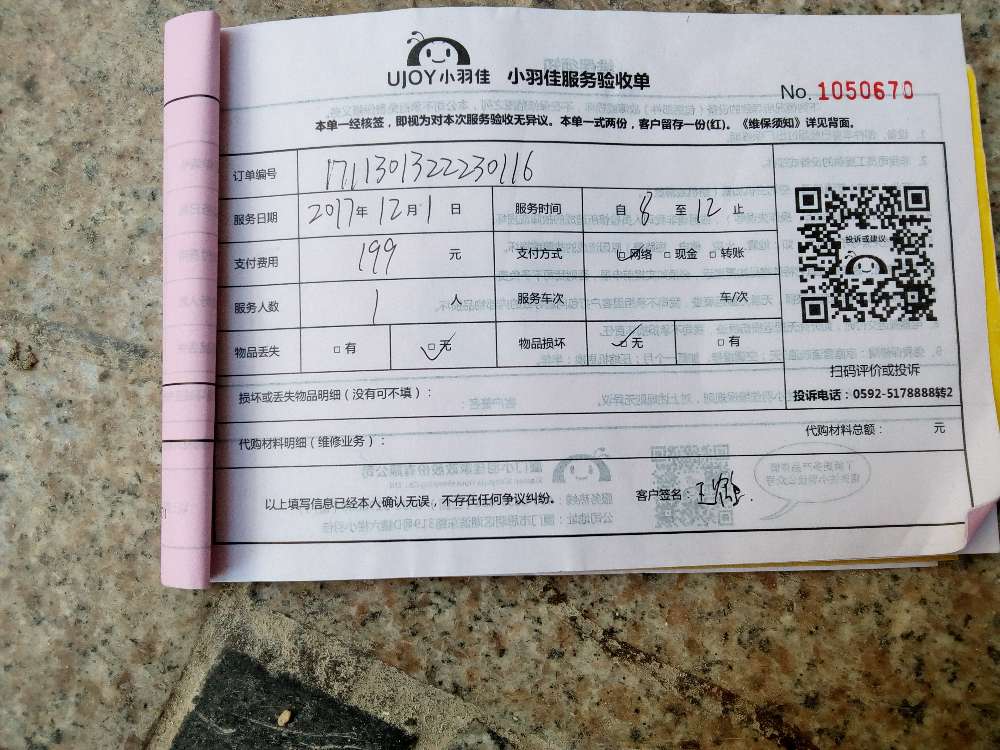 UJOY小羽佳 小羽佳服务验收单
No. 1050670
本单一经核签，即视为对本次服务验收无异议。本单一式两份，客户留存一份(红)。《维保须知》详见背面。
订单编号 1711301322230116
服务日期 2017年 12月 1 日 服务时间 自 8 至 12 止
支付费用 199 元 支付方式 □网络 □现金 □转账
服务人数 1 人 服务车次 车/次
物品丢失 □有 □无 物品损坏 □无 □有
投诉或建议
扫码评价或投诉
投诉电话：0592-5178888转2
损坏或丢失物品明细（没有可不填）：
代购材料明细（维修业务）： 代购材料总额： 元
以上填写信息已经本人确认无误，不存在任何争议纠纷。 客户签名：王